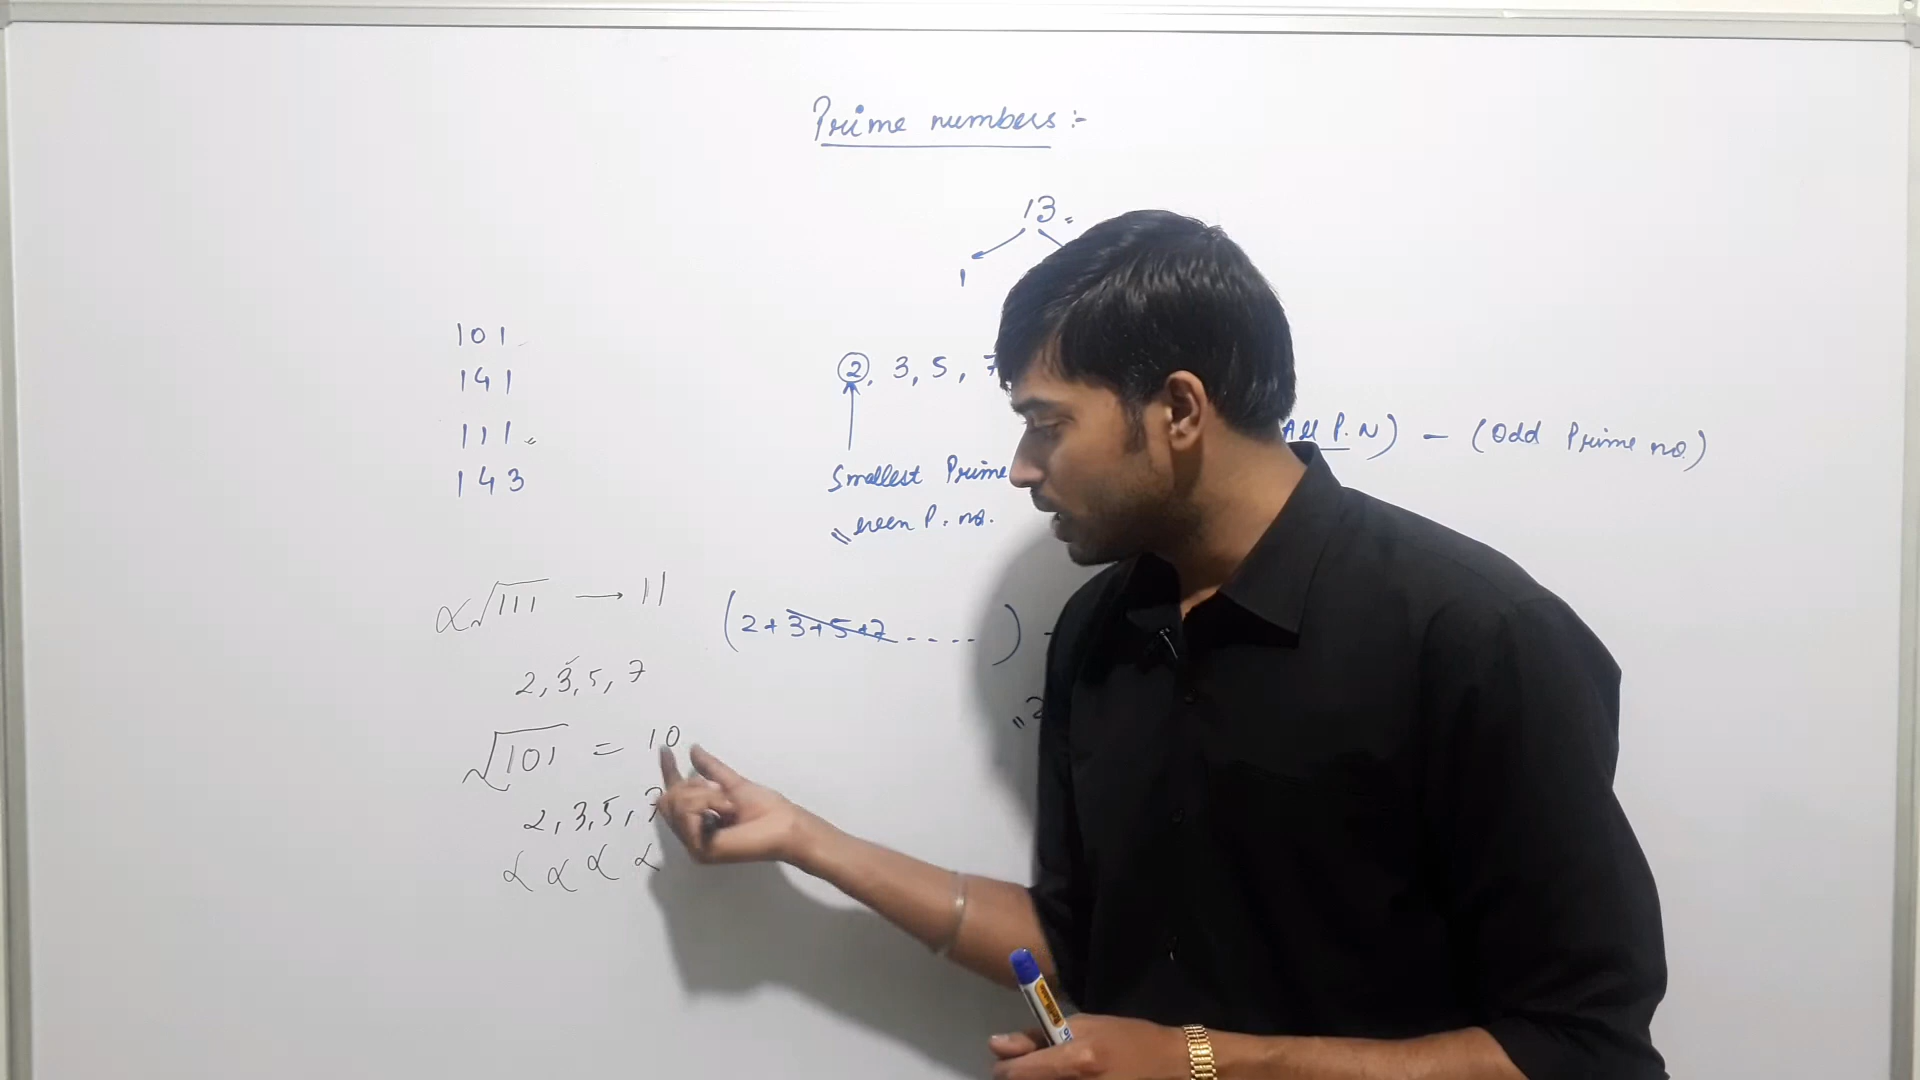 Prime numbers :-
13
1
101
141
111
143
2, 3, 5, 7
All P.N) - (Odd Prime no.)
Smallest Prime
even P. no.
√111 → 11
(2+3+5+7.....) -
2, 3, 5, 7
2
√101 = 10
2, 3, 5, 7